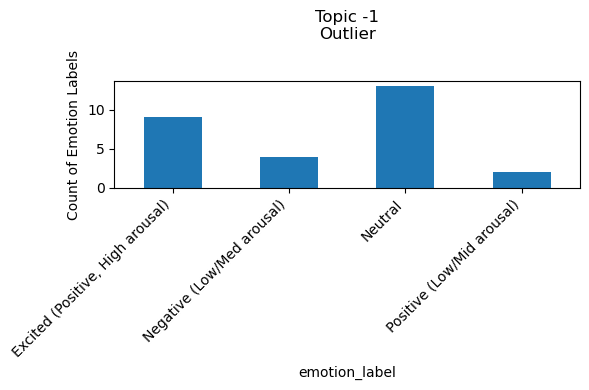 Topic -1
Outlier
Count of Emotion Labels
10
5
0
Excited (Positive, High arousal)
Negative (Low/Med arousal)
Neutral
Positive (Low/Mid arousal)
emotion_label